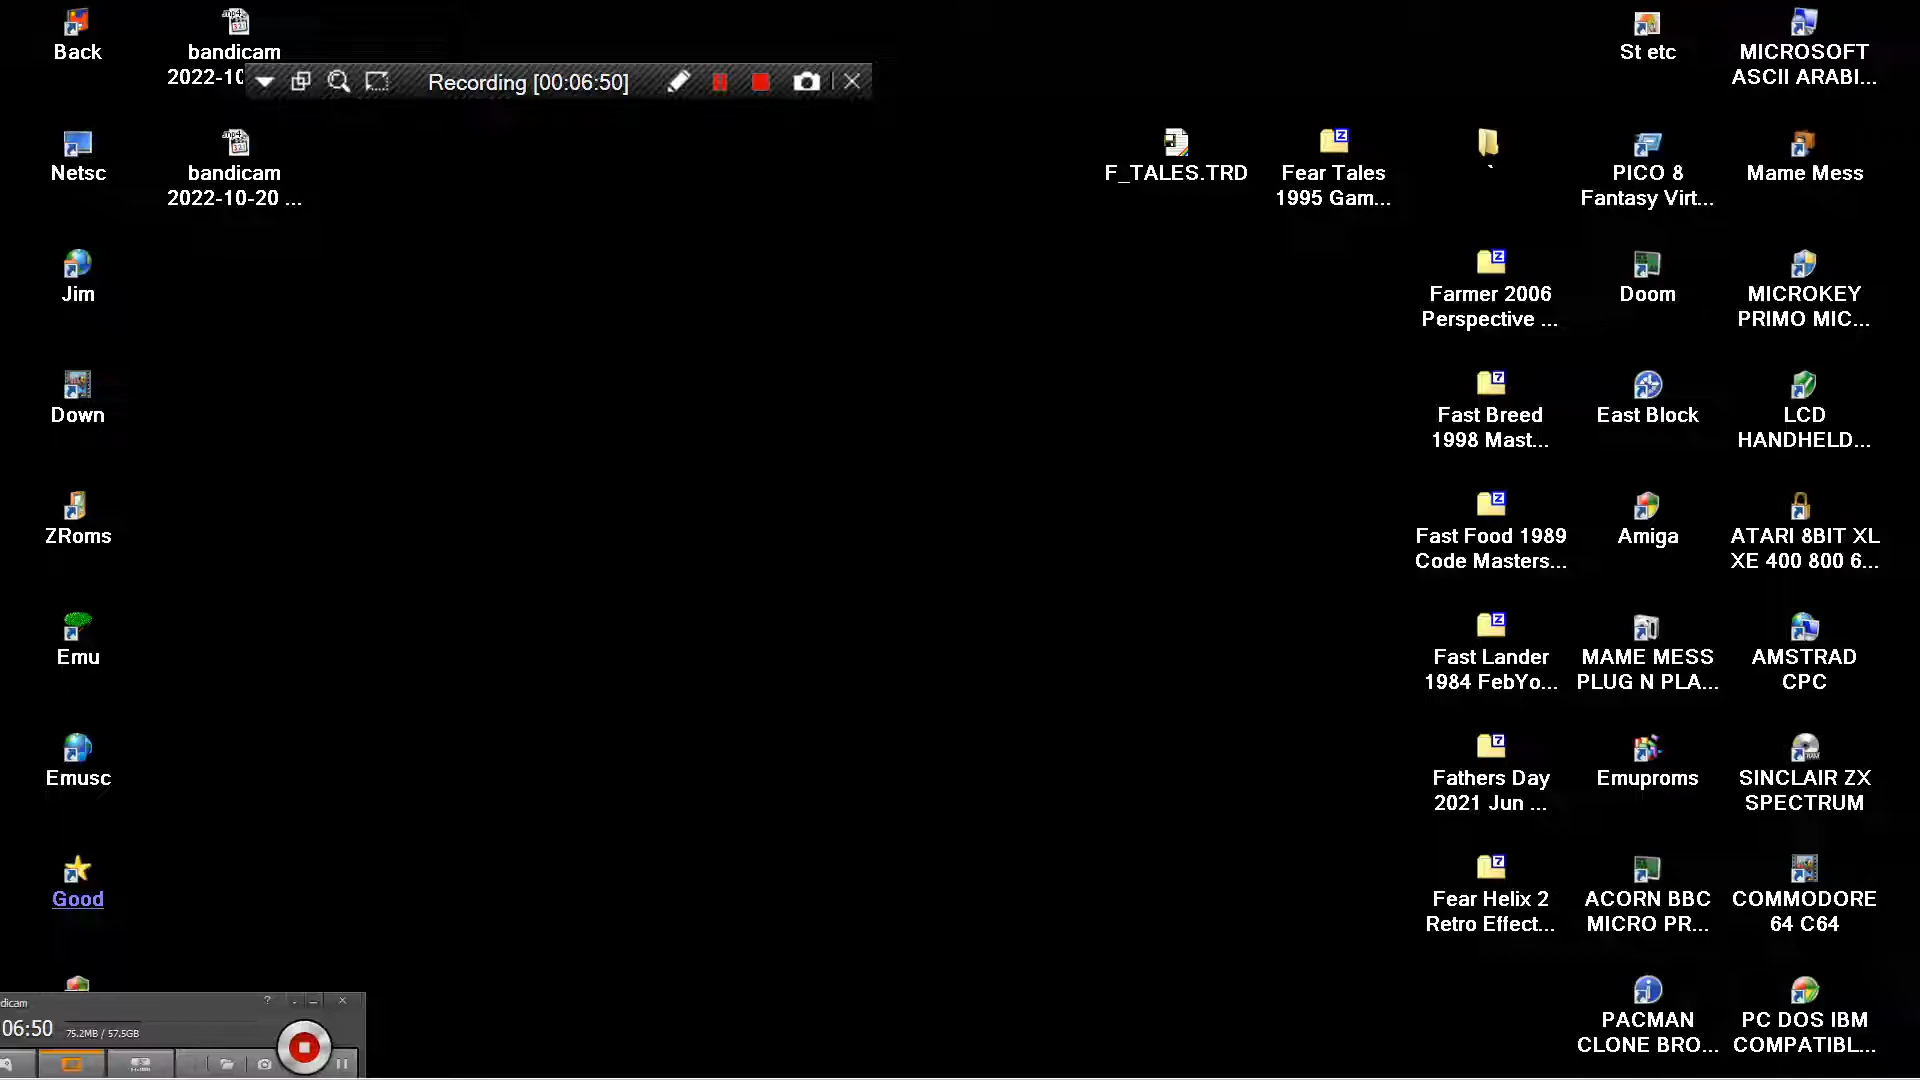 Back
bandicam
2022-10
Recording [00:06:50]
St etc
MICROSOFT
ASCII ARABI...
Netsc
bandicam
2022-10-20 ...
F_TALES.TRD
Fear Tales
1995 Gam...
`
PICO 8
Fantasy Virt...
Mame Mess
Jim
Farmer 2006
Perspective ...
Doom
MICROKEY
PRIMO MIC...
Down
Fast Breed
1998 Mast...
East Block
LCD
HANDHELD...
ZRoms
Fast Food 1989
Code Masters...
Amiga
ATARI 8BIT XL
XE 400 800 6...
Emu
Fast Lander
1984 FebYo...
MAME MESS
PLUG N PLA...
AMSTRAD
CPC
Emusc
Fathers Day
2021 Jun ...
Emuproms
SINCLAIR ZX
SPECTRUM
Good
Fear Helix 2
Retro Effect...
ACORN BBC
MICRO PR...
COMMODORE
64 C64
PACMAN
CLONE BRO...
PC DOS IBM
COMPATIBL...
dicam
06:50
75.2MB / 57.5GB